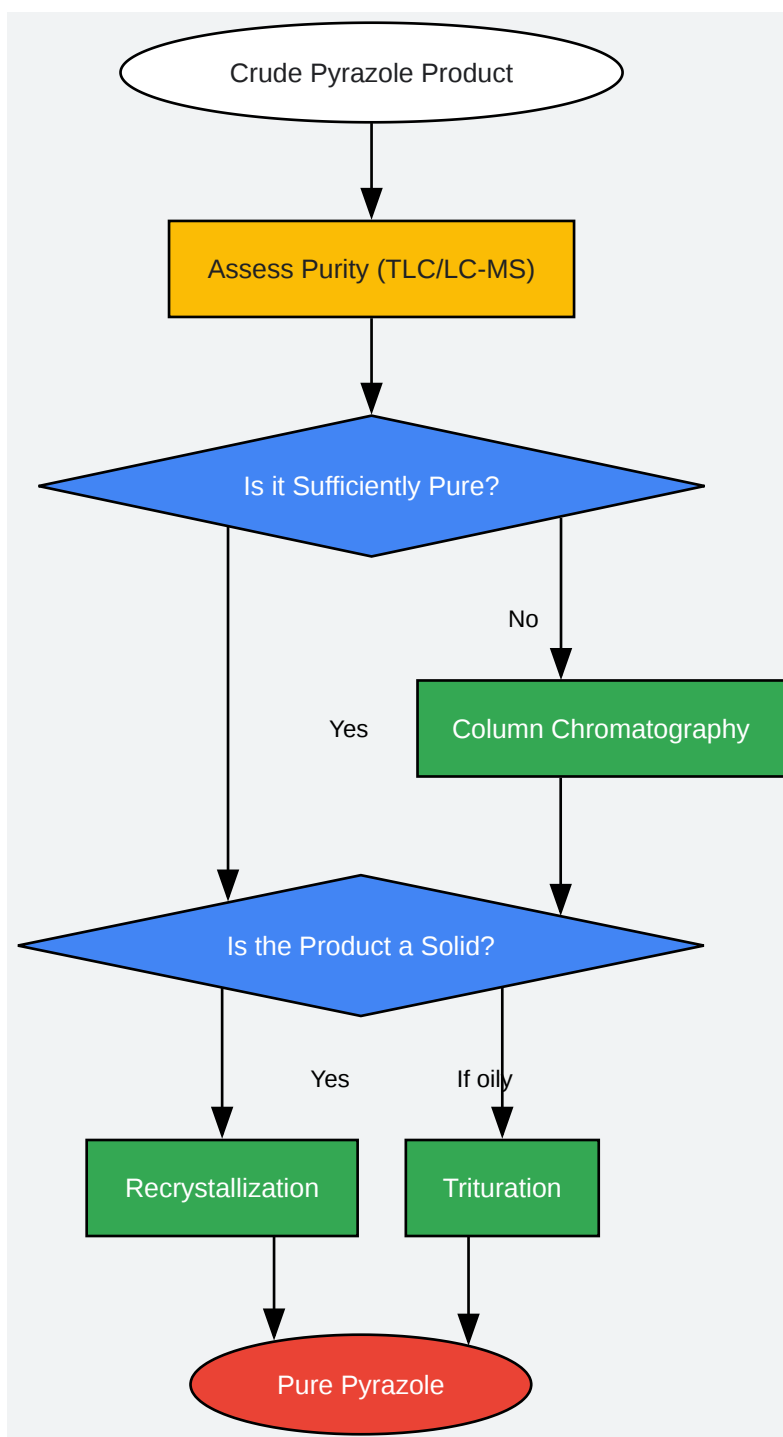 Crude Pyrazole Product
Assess Purity (TLC/LC-MS)
Is it Sufficiently Pure?
No
Yes
Column Chromatography
Is the Product a Solid?
Yes
If oily
Recrystallization
Trituration
Pure Pyrazole